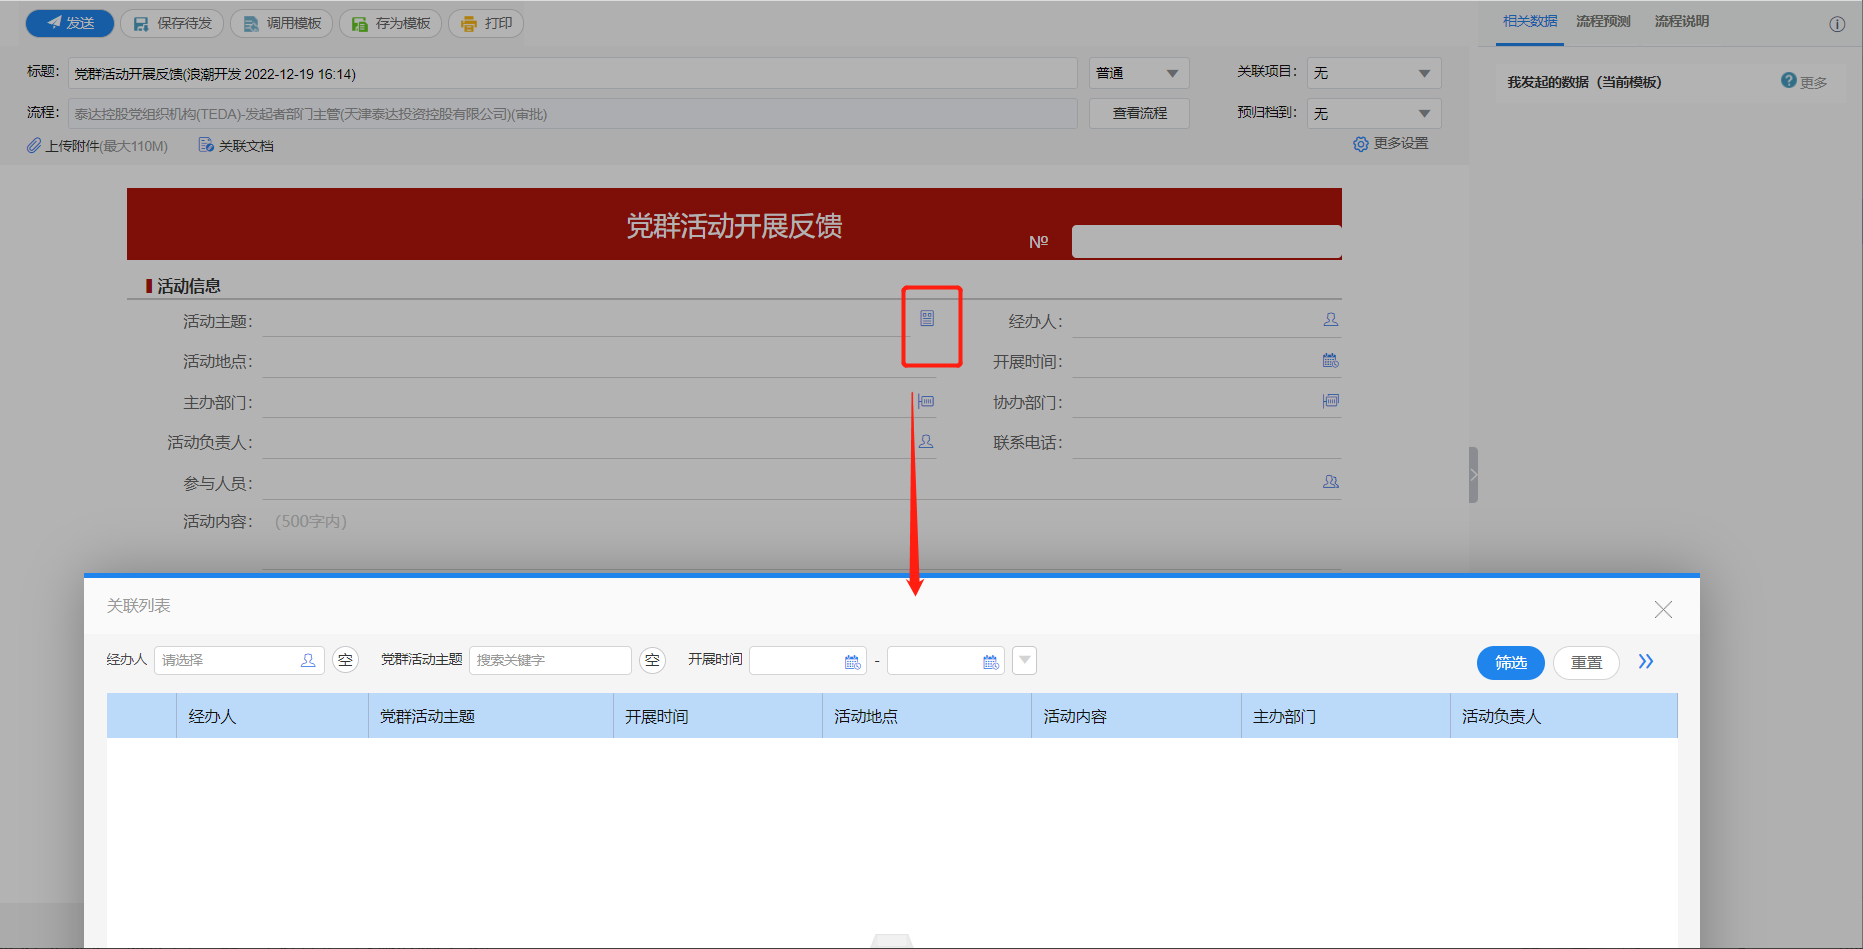 发送 保存待发 调用模板 存为模板 打印
相关数据 流程预测 流程说明
标题： 党群活动开展反馈(浪潮开发 2022-12-19 16:14) 普通 关联项目： 无
我发起的数据（当前模板） 更多
流程： 泰达控股党组织机构(TEDA)-发起者部门主管(天津泰达投资控股有限公司)(审批) 查看流程 预归档到： 无
上传附件(最大110M) 关联文档 更多设置
党群活动开展反馈
№
活动信息
活动主题： 经办人：
活动地点： 开展时间：
主办部门： 协办部门：
活动负责人： 联系电话：
参与人员：
活动内容： (500字内)
关联列表
经办人 请选择 空 党群活动主题 搜索关键字 空 开展时间 - 筛选 重置
经办人 党群活动主题 开展时间 活动地点 活动内容 主办部门 活动负责人